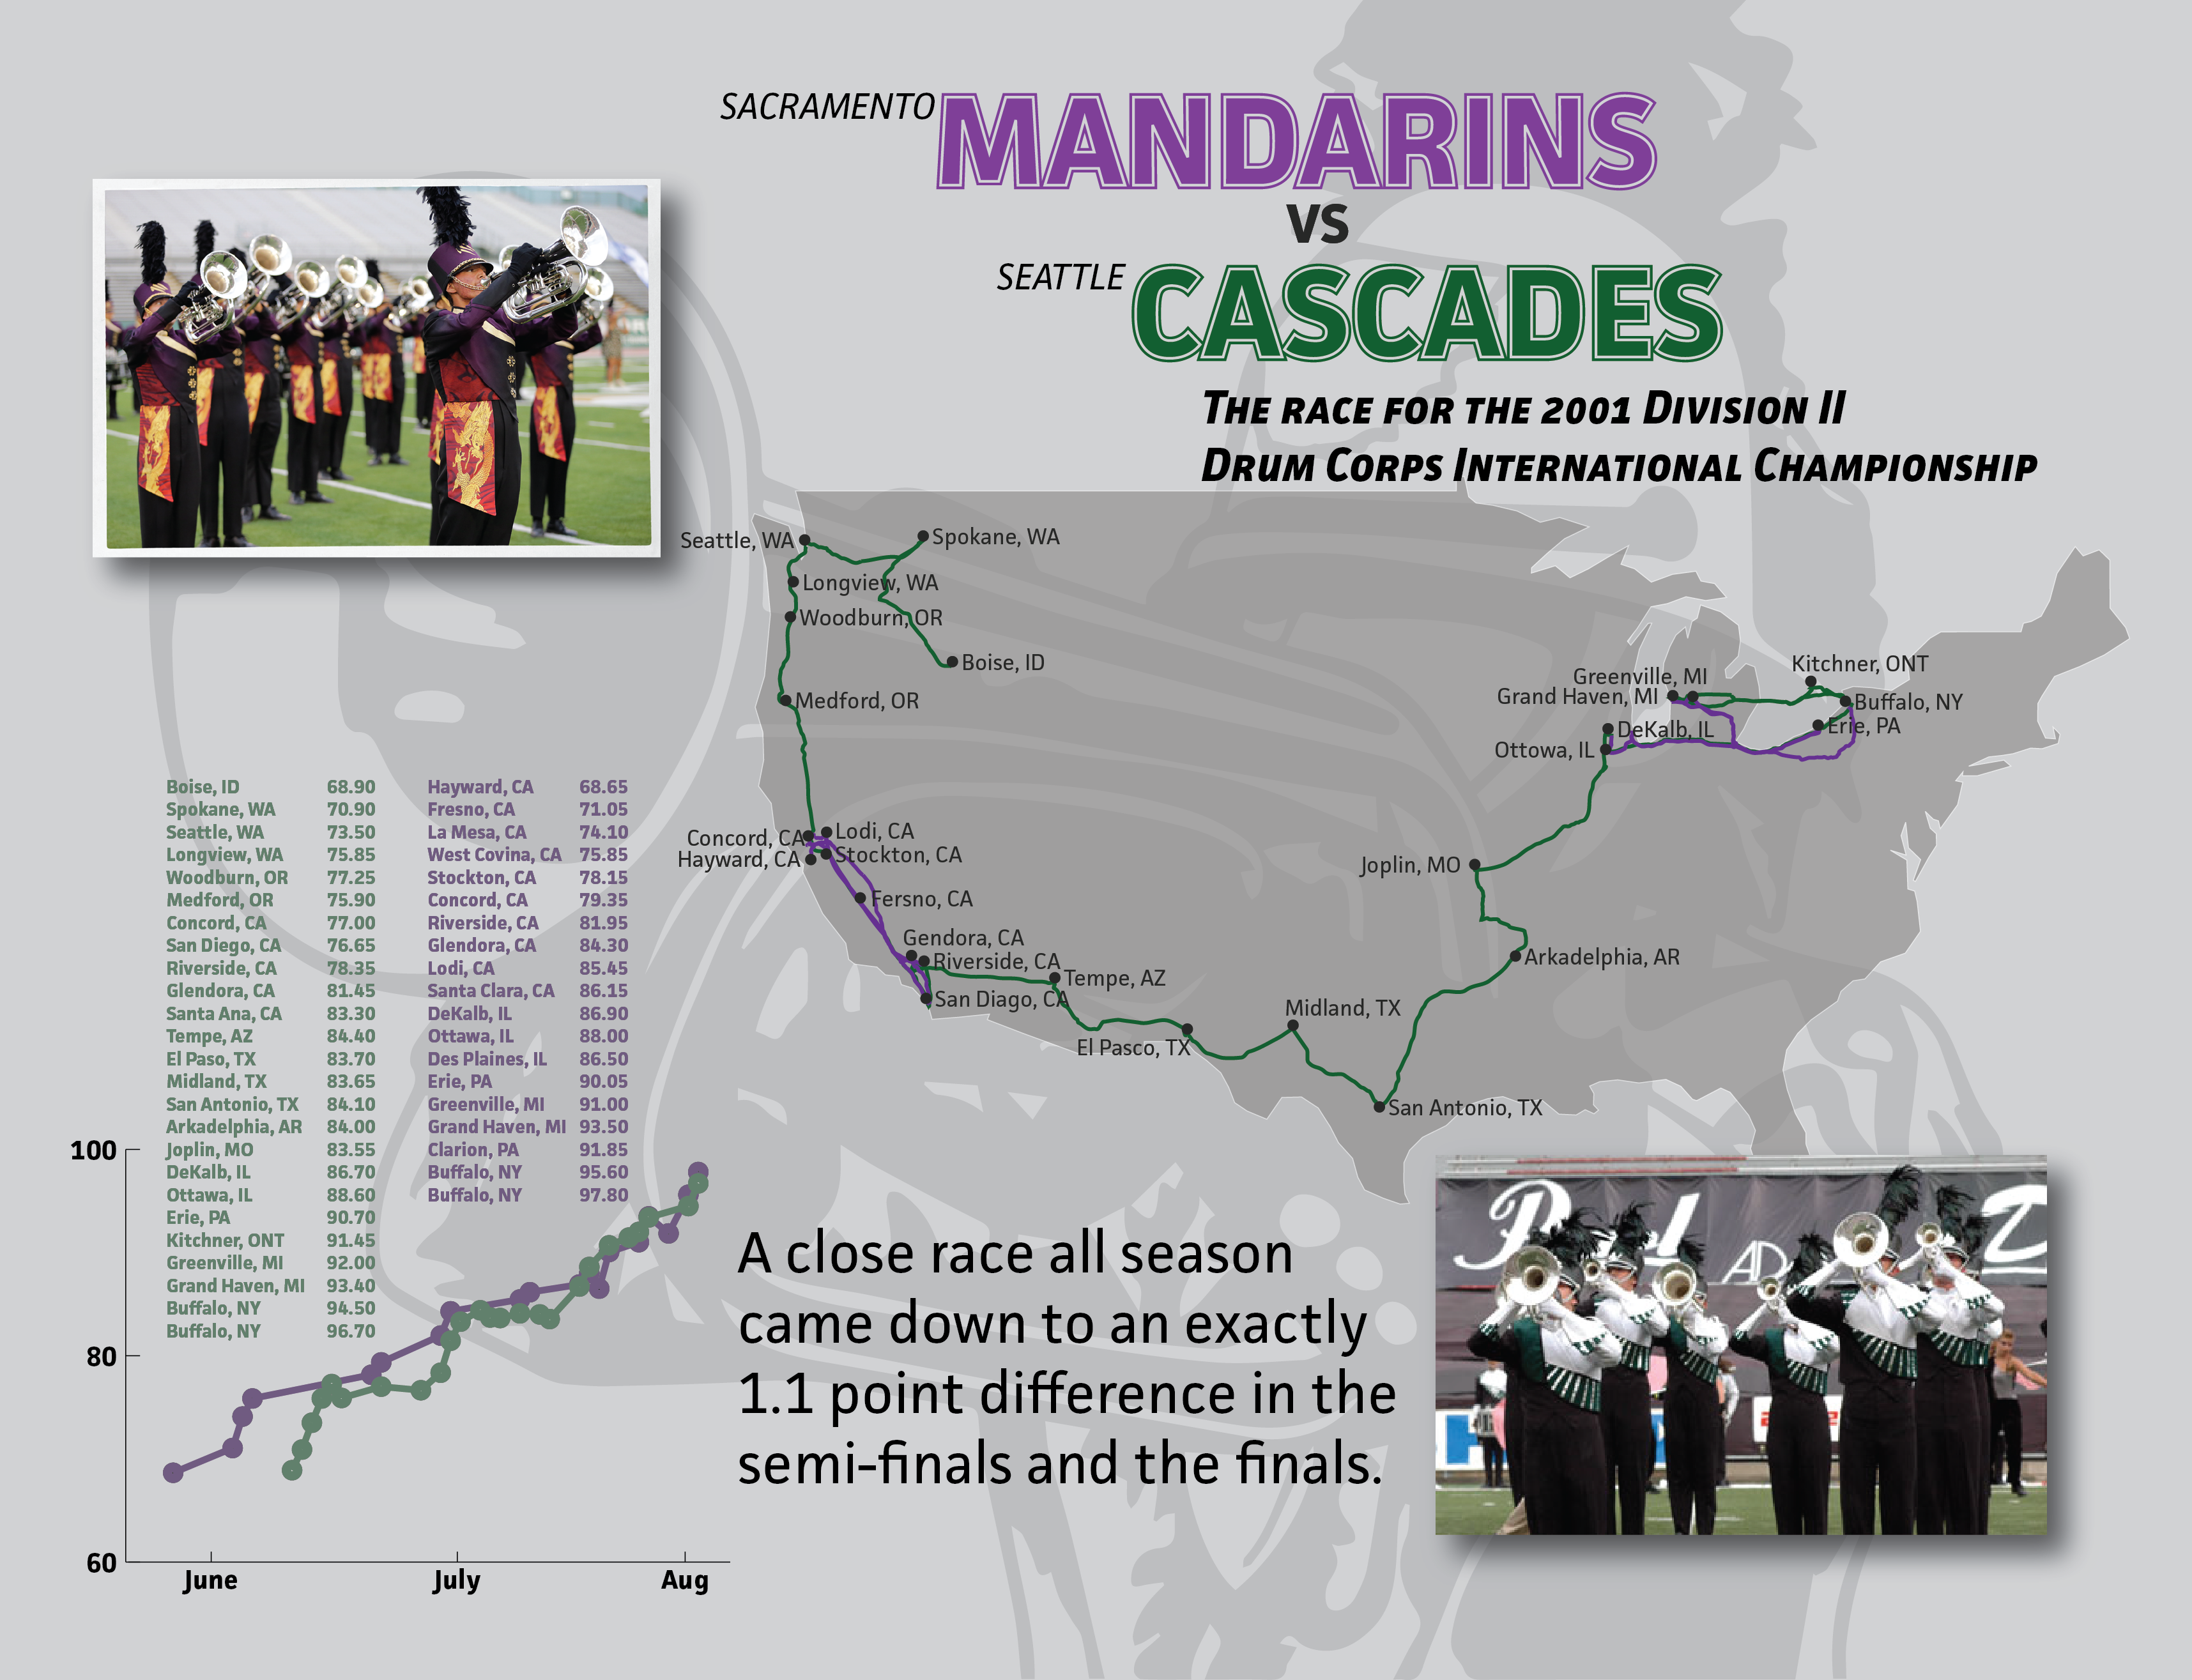 SACRAMENTO MANDARINS
VS
SEATTLE CASCADES
THE RACE FOR THE 2001 DIVISION II
DRUM CORPS INTERNATIONAL CHAMPIONSHIP
Seattle, WA
Spokane, WA
Longview, WA
Woodburn, OR
Boise, ID
Medford, OR
Kitchner, ONT
Greenville, MI
Grand Haven, MI
Buffalo, NY
Erie, PA
DeKalb, IL
Ottowa, IL
Concord, CA
Lodi, CA
Hayward, CA
Stockton, CA
Joplin, MO
Fersno, CA
Gendora, CA
Riverside, CA
Arkadelphia, AR
Tempe, AZ
San Diago, CA
Midland, TX
El Pasco, TX
San Antonio, TX
Boise, ID 68.90
Spokane, WA 70.90
Seattle, WA 73.50
Longview, WA 75.85
Woodburn, OR 77.25
Medford, OR 75.90
Concord, CA 77.00
San Diego, CA 76.65
Riverside, CA 78.35
Glendora, CA 81.45
Santa Ana, CA 83.30
Tempe, AZ 84.40
El Paso, TX 83.70
Midland, TX 83.65
San Antonio, TX 84.10
Arkadelphia, AR 84.00
Joplin, MO 83.55
DeKalb, IL 86.70
Ottawa, IL 88.60
Erie, PA 90.70
Kitchner, ONT 91.45
Greenville, MI 92.00
Grand Haven, MI 93.40
Buffalo, NY 94.50
Buffalo, NY 96.70
Hayward, CA 68.65
Fresno, CA 71.05
La Mesa, CA 74.10
West Covina, CA 75.85
Stockton, CA 78.15
Concord, CA 79.35
Riverside, CA 81.95
Glendora, CA 84.30
Lodi, CA 85.45
Santa Clara, CA 86.15
DeKalb, IL 86.90
Ottawa, IL 88.00
Des Plaines, IL 86.50
Erie, PA 90.05
Greenville, MI 91.00
Grand Haven, MI 93.50
Clarion, PA 91.85
Buffalo, NY 95.60
Buffalo, NY 97.80
100
80
60
June July Aug
A close race all season
came down to an exactly
1.1 point difference in the
semi-finals and the finals.